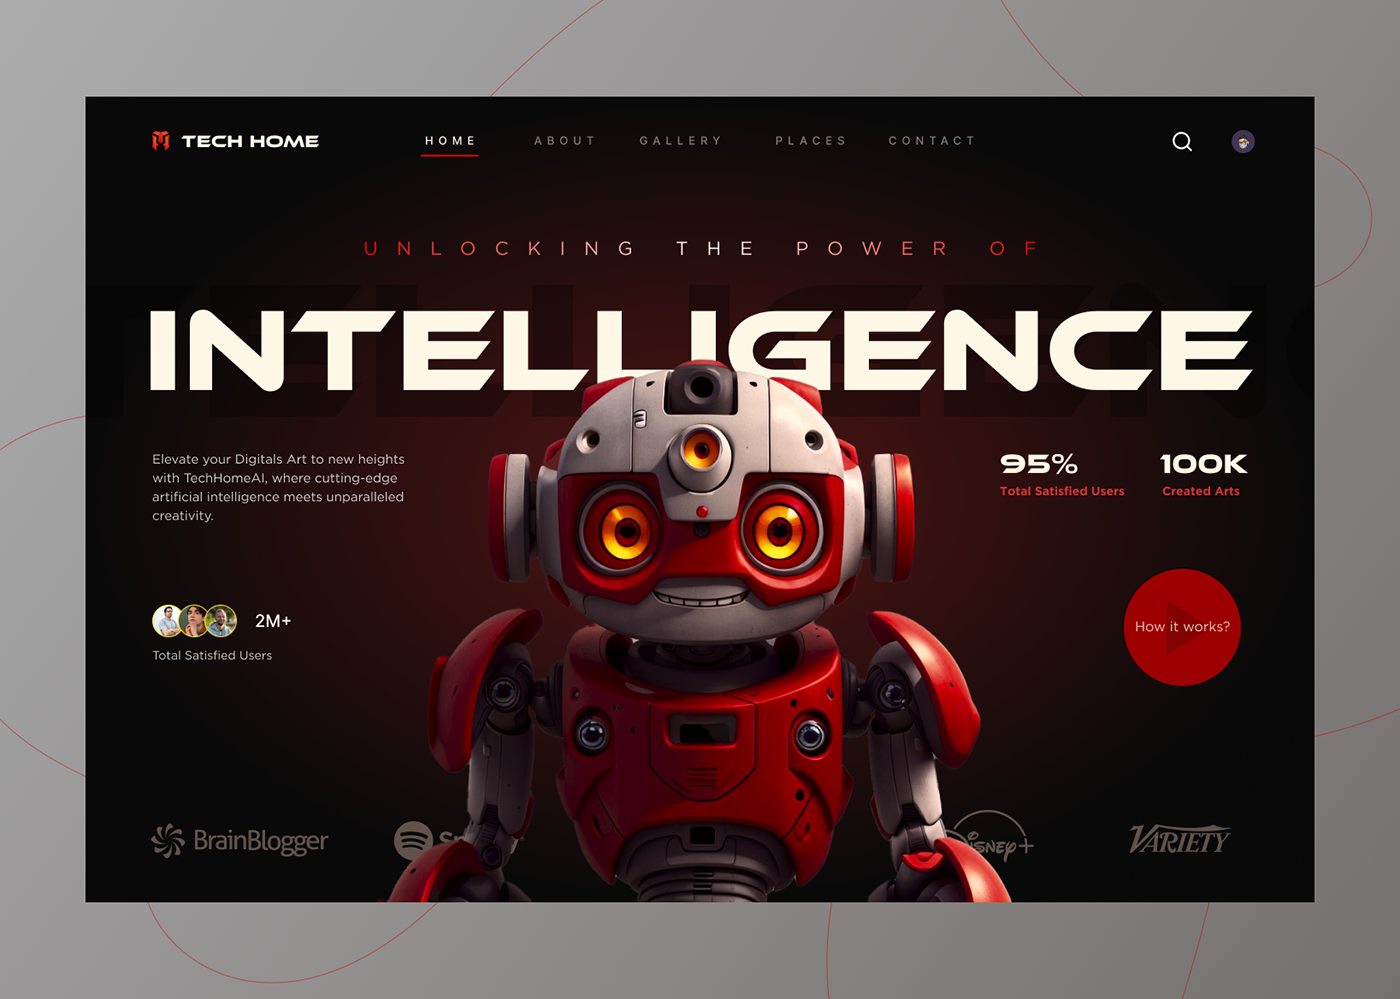 TECH HOME
HOME
ABOUT
GALLERY
PLACES
CONTACT
UNLOCKING THE POWER OF
INTELLIGENCE
Elevate your Digitals Art to new heights
with TechHomeAI, where cutting-edge
artificial intelligence meets unparalleled
creativity.
95%
Total Satisfied Users
100K
Created Arts
2M+
Total Satisfied Users
How it works?
BrainBlogger
Sp
isney+
VARIETY